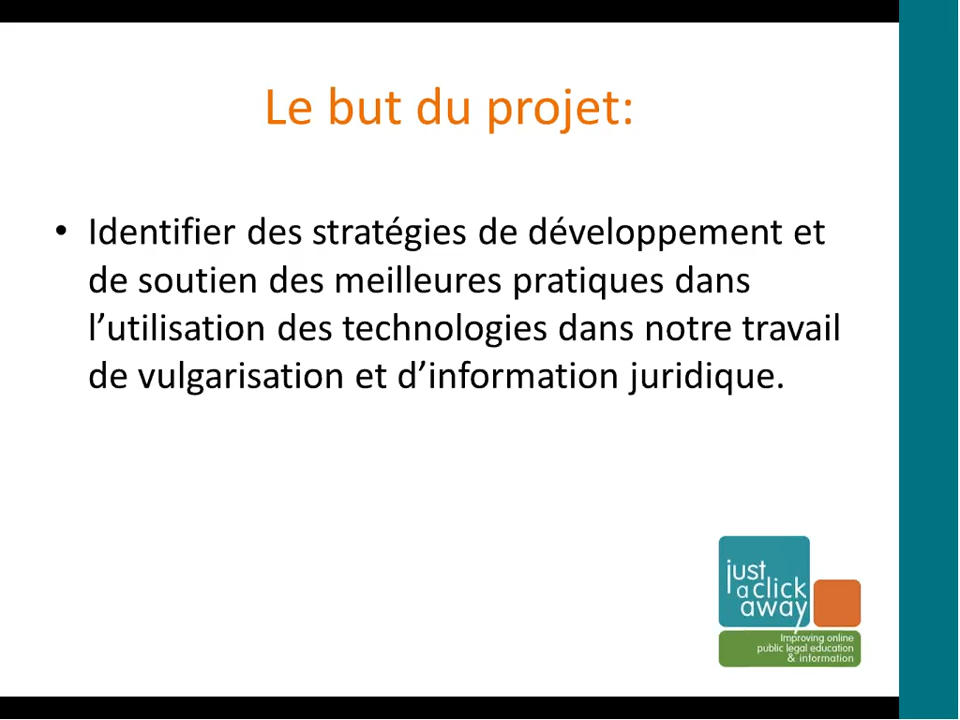 Le but du projet:
• Identifier des stratégies de développement et
de soutien des meilleures pratiques dans
l’utilisation des technologies dans notre travail
de vulgarisation et d’information juridique.
just
a click
away
Improving online
public legal education
& information